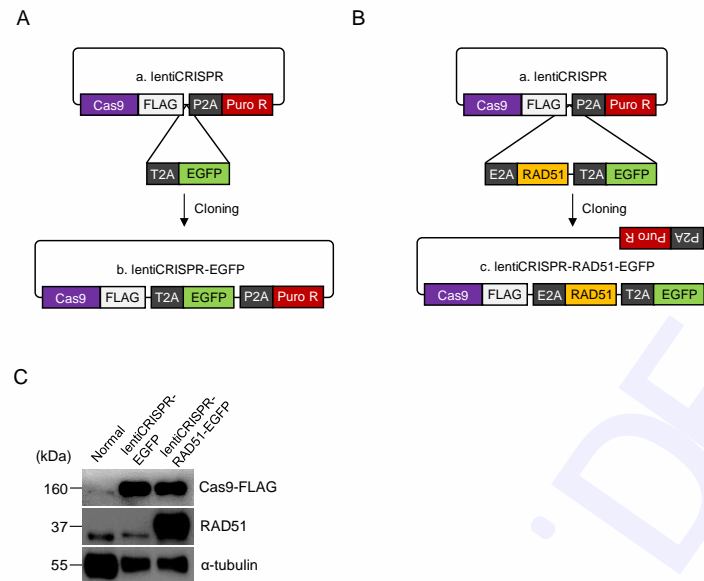 A
a. lentiCRISPR
Cas9 FLAG P2A Puro R
T2A EGFP
Cloning
b. lentiCRISPR-EGFP
Cas9 FLAG T2A EGFP P2A Puro R
B
a. lentiCRISPR
Cas9 FLAG P2A Puro R
E2A RAD51 T2A EGFP
Cloning
Puro R P2A
c. lentiCRISPR-RAD51-EGFP
Cas9 FLAG E2A RAD51 T2A EGFP
C
(kDa)
Normal
lentiCRISPR-
EGFP
lentiCRISPR-
RAD51-EGFP
160 Cas9-FLAG
37 RAD51
55 α-tubulin